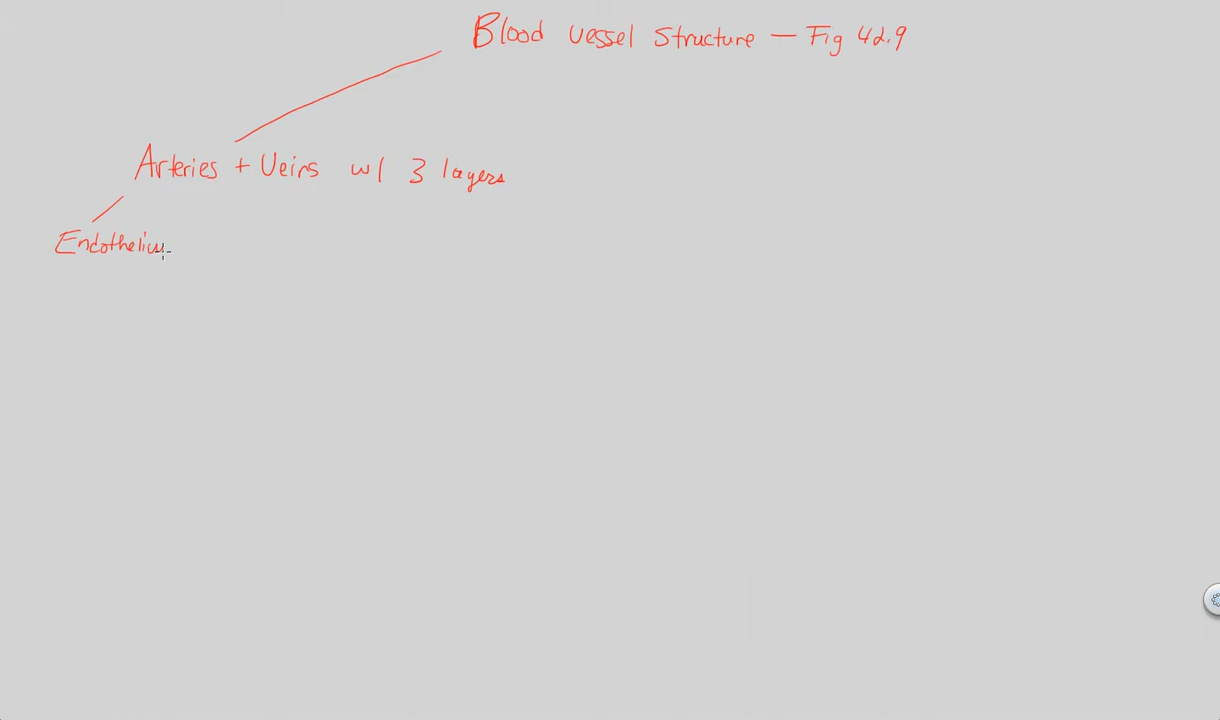 Blood Vessel Structure — Fig 42.9
Arteries + Veins w/ 3 layers
Endothelium